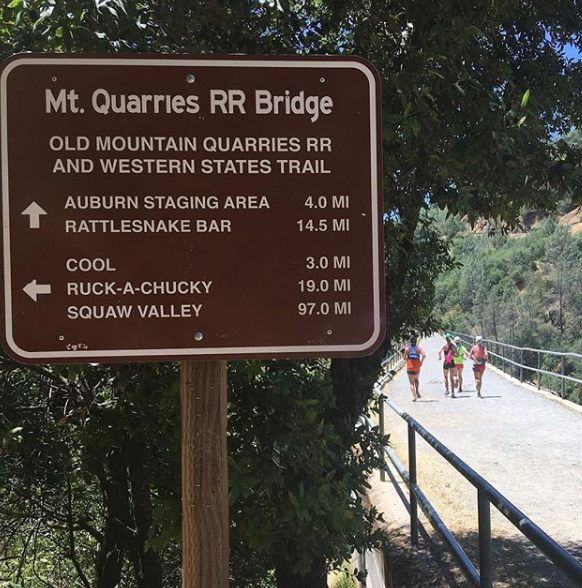 Mt. Quarries RR Bridge
OLD MOUNTAIN QUARRIES RR
AND WESTERN STATES TRAIL
AUBURN STAGING AREA 4.0 MI
RATTLESNAKE BAR 14.5 MI
COOL 3.0 MI
RUCK-A-CHUCKY 19.0 MI
SQUAW VALLEY 97.0 MI